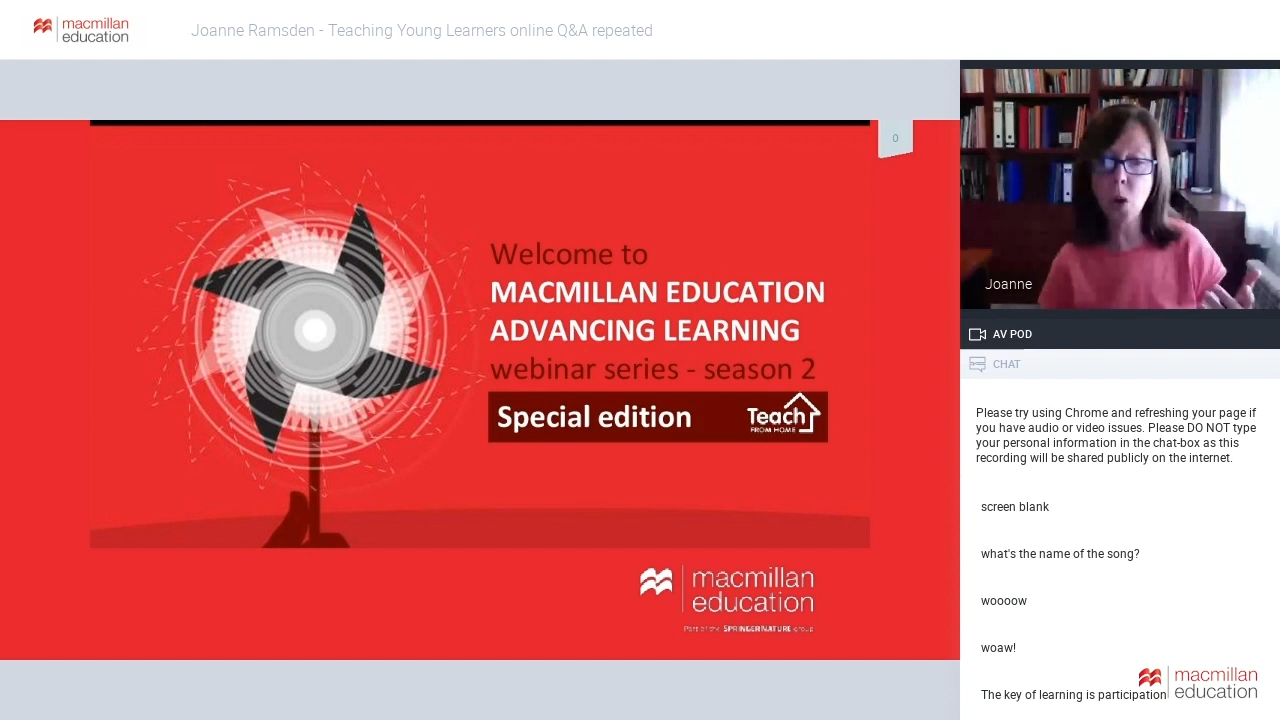 macmillan
education
Joanne Ramsden - Teaching Young Learners online Q&A repeated
0
Welcome to
MACMILLAN EDUCATION
ADVANCING LEARNING
webinar series - season 2
Special edition
Teach
FROM HOME
macmillan
education
Part of the SPRINGER NATURE group
Joanne
AV POD
CHAT
Please try using Chrome and refreshing your page if
you have audio or video issues. Please DO NOT type
your personal information in the chat-box as this
recording will be shared publicly on the internet.
screen blank
what's the name of the song?
woooow
woaw!
The key of learning is participation
macmillan
education